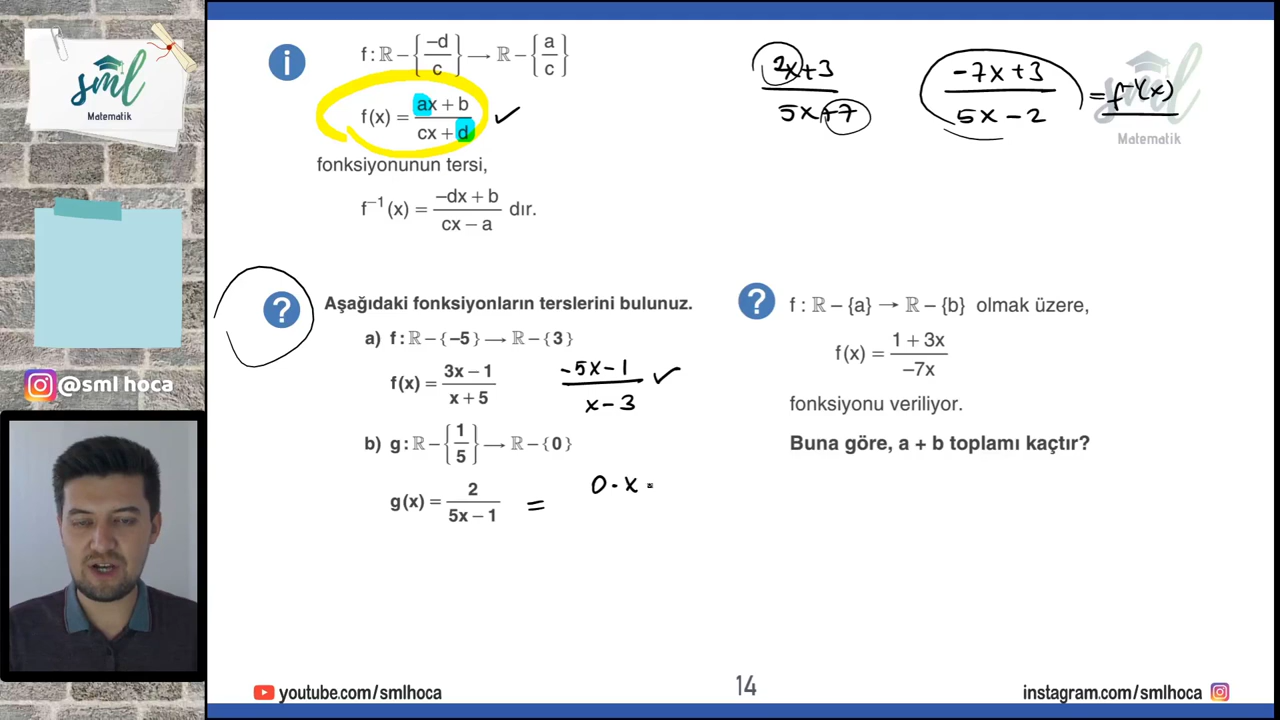 sml
Matematik
@sml hoca
f : ℝ – {–d/c} → ℝ – {a/c}
f(x) = (ax + b)/(cx + d) ✓
fonksiyonunun tersi,
f⁻¹(x) = (–dx + b)/(cx – a) dır.
(2x+3)/(5x+7)
(-7x+3)/(5x-2) = f⁻¹(x)
Matematik
Aşağıdaki fonksiyonların terslerini bulunuz.
a) f : ℝ – {–5} → ℝ – {3}
f(x) = (3x – 1)/(x + 5)
(-5x-1)/(x-3) ✓
b) g : ℝ – {1/5} → ℝ – {0}
g(x) = 2/(5x – 1) = 0·x
f : ℝ – {a} → ℝ – {b} olmak üzere,
f(x) = (1 + 3x)/(–7x)
fonksiyonu veriliyor.
Buna göre, a + b toplamı kaçtır?
youtube.com/smlhoca
14
instagram.com/smlhoca